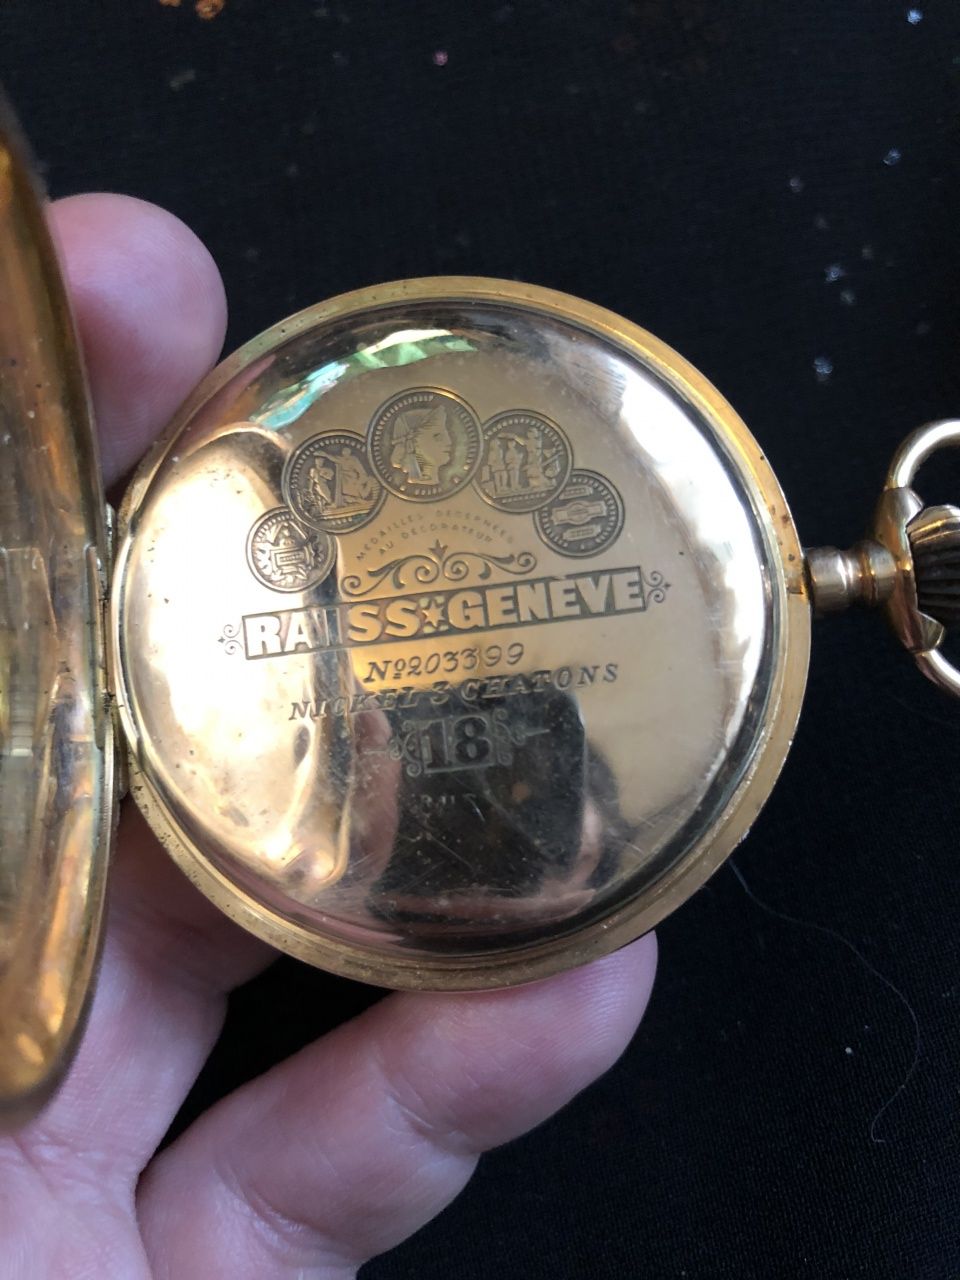 MEDAILLES DECERNEES
AU DECORATEUR
RAISS★GENEVE
Nº203399
NICKEL 3 CHATONS
18